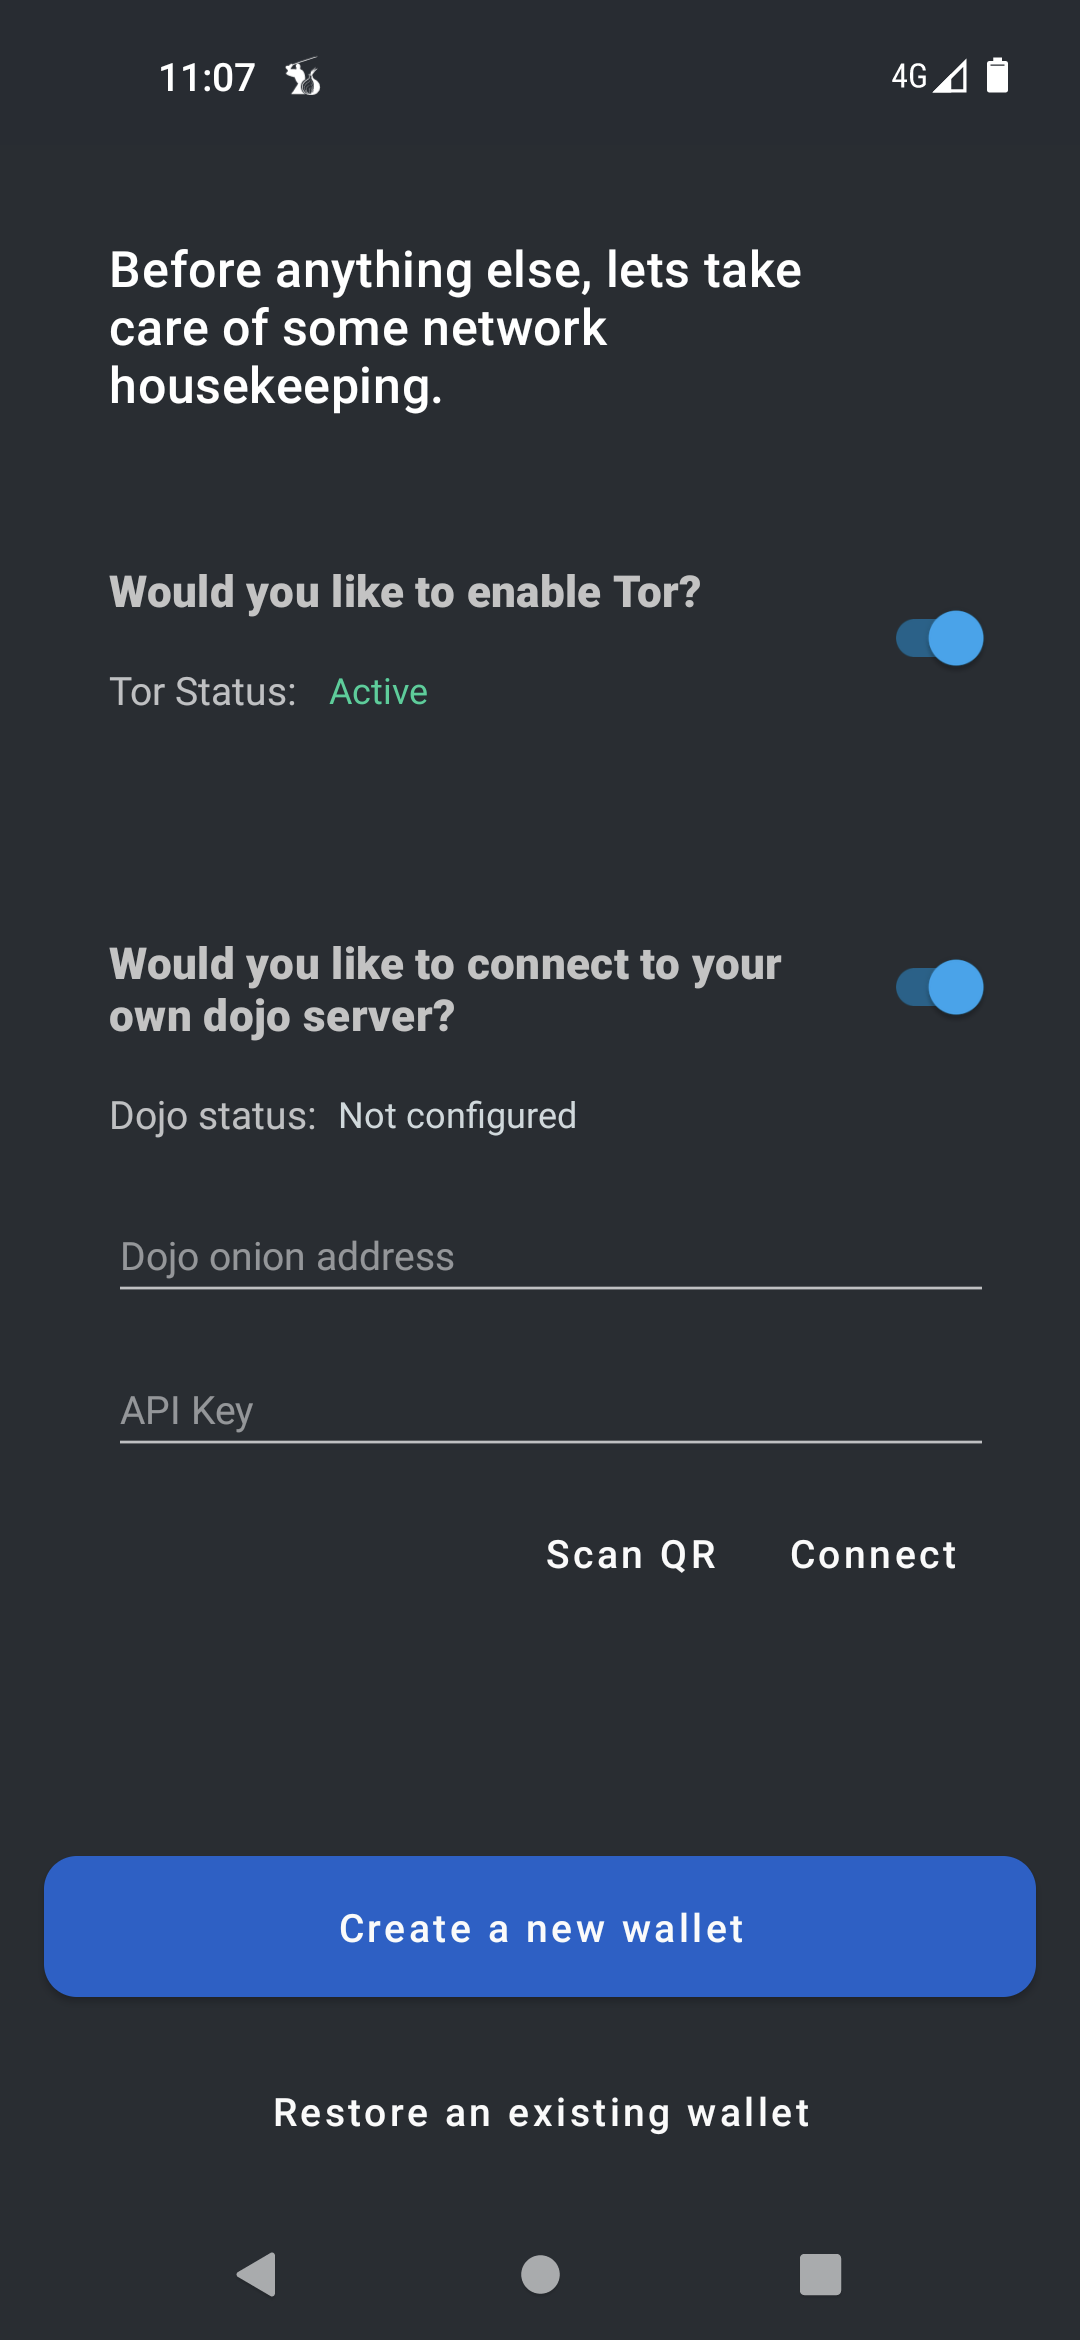 11:07
4G
Before anything else, lets take
care of some network
housekeeping.
Would you like to enable Tor?
Tor Status: Active
Would you like to connect to your
own dojo server?
Dojo status: Not configured
Dojo onion address
API Key
Scan QR Connect
Create a new wallet
Restore an existing wallet